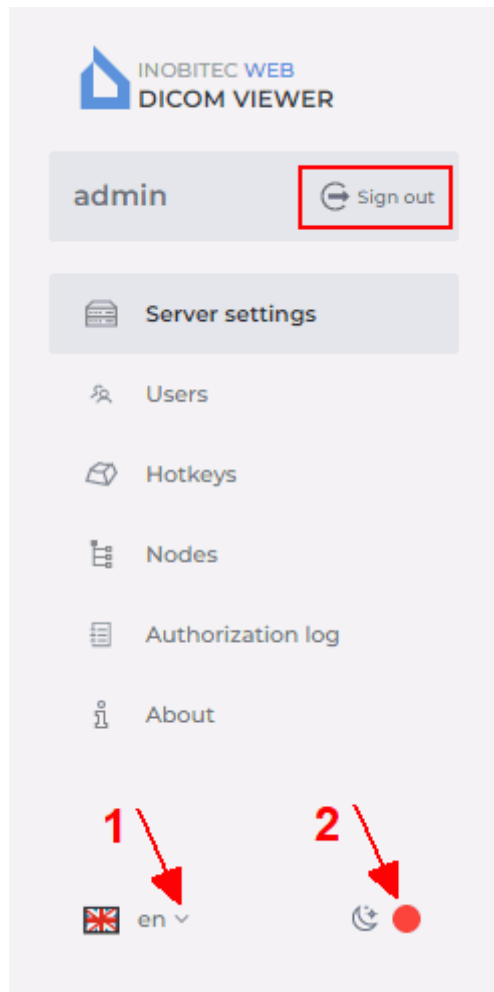 INOBITEC WEB
DICOM VIEWER
admin
Sign out
Server settings
Users
Hotkeys
Nodes
Authorization log
About
1
2
en